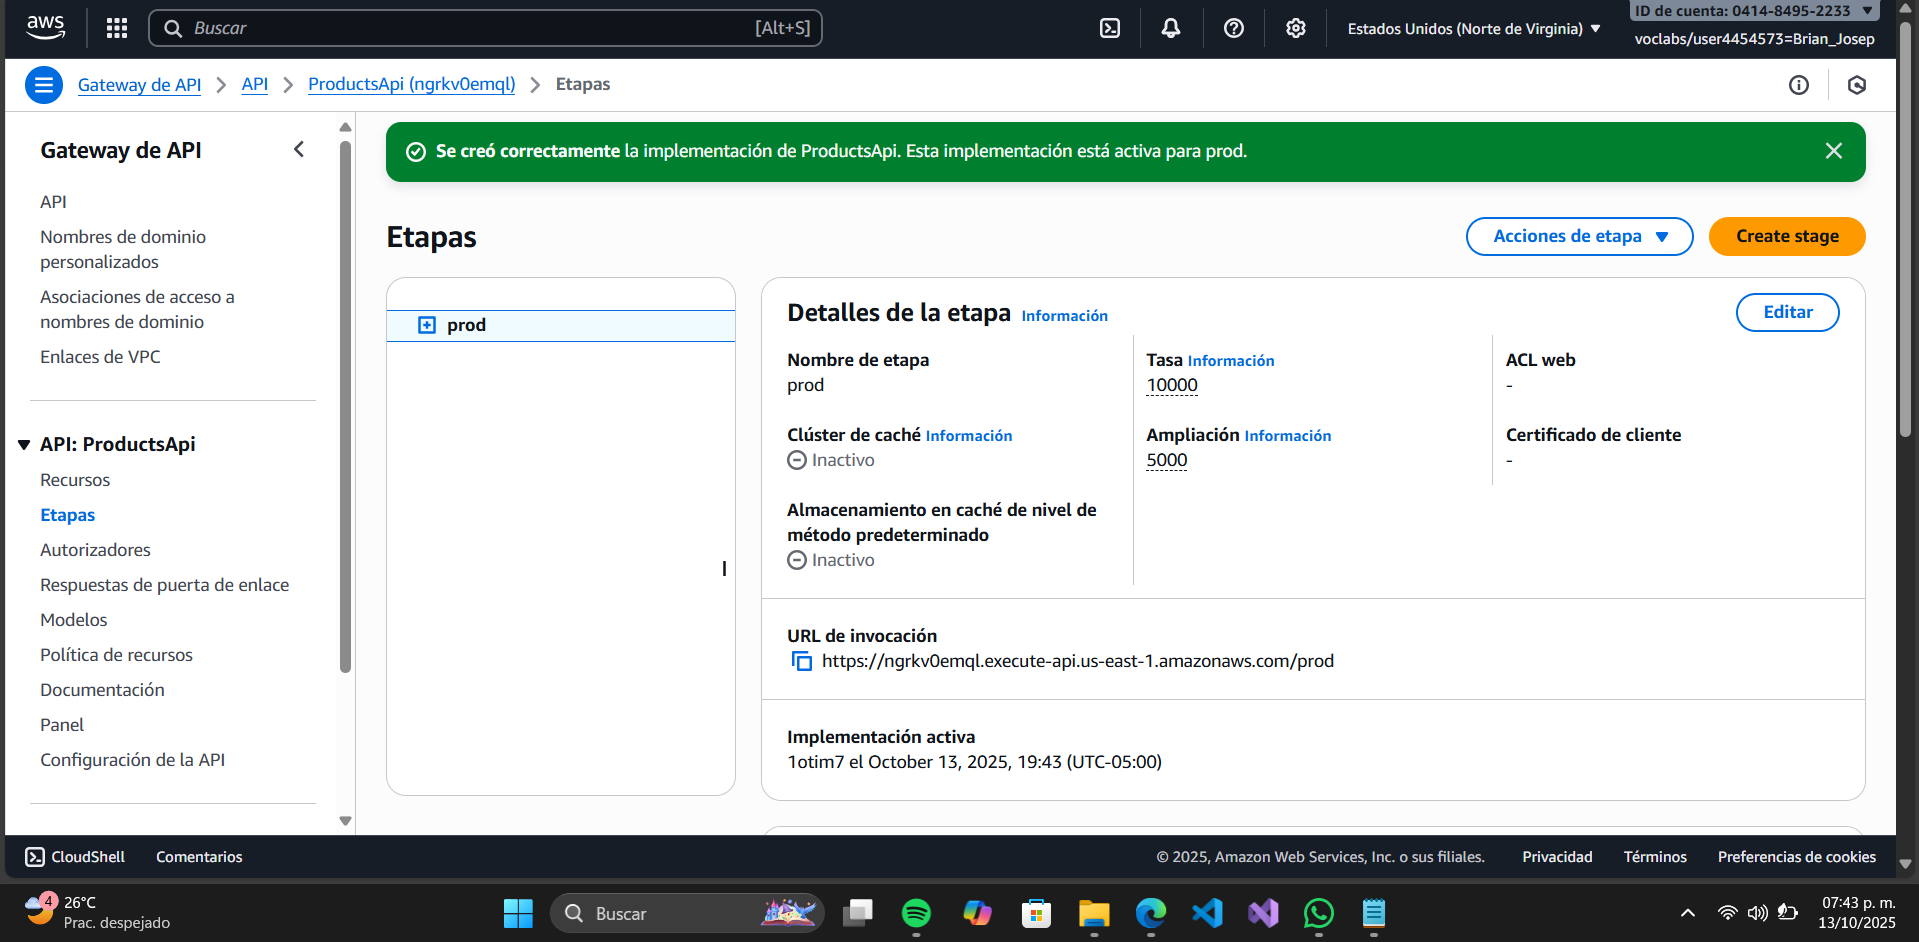 aws
Buscar
[Alt+S]
Estados Unidos (Norte de Virginia)
ID de cuenta: 0414-8495-2233
voclabs/user4454573=Brian_Josep
Gateway de API
API
ProductsApi (ngrkv0emql)
Etapas
Gateway de API
API
Nombres de dominio
personalizados
Asociaciones de acceso a
nombres de dominio
Enlaces de VPC
API: ProductsApi
Recursos
Etapas
Autorizadores
Respuestas de puerta de enlace
Modelos
Política de recursos
Documentación
Panel
Configuración de la API
Se creó correctamente la implementación de ProductsApi. Esta implementación está activa para prod.
Etapas
Acciones de etapa
Create stage
prod
Detalles de la etapa Información
Editar
Nombre de etapa
prod
Clúster de caché Información
Inactivo
Almacenamiento en caché de nivel de
método predeterminado
Inactivo
Tasa Información
10000
Ampliación Información
5000
ACL web
-
Certificado de cliente
-
URL de invocación
https://ngrkv0emql.execute-api.us-east-1.amazonaws.com/prod
Implementación activa
1otim7 el October 13, 2025, 19:43 (UTC-05:00)
CloudShell
Comentarios
© 2025, Amazon Web Services, Inc. o sus filiales.
Privacidad
Términos
Preferencias de cookies
4
26°C
Prac. despejado
Buscar
07:43 p. m.
13/10/2025